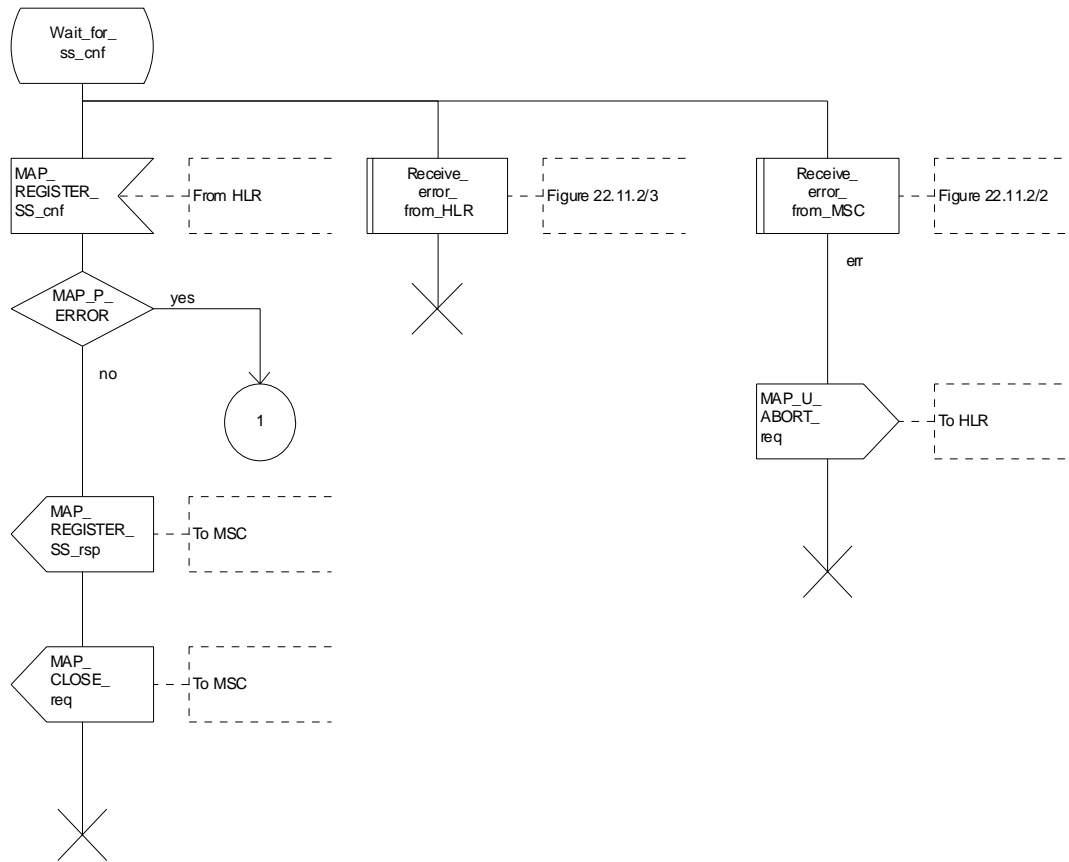 Wait_for_
ss_cnf
MAP_
REGISTER_
SS_cnf
From HLR
Receive_
error_
from_HLR
Figure 22.11.2/3
Receive_
error_
from_MSC
Figure 22.11.2/2
err
MAP_P_
ERROR
yes
no
1
MAP_U_
ABORT_
req
To HLR
MAP_
REGISTER_
SS_rsp
To MSC
MAP_
CLOSE_
req
To MSC